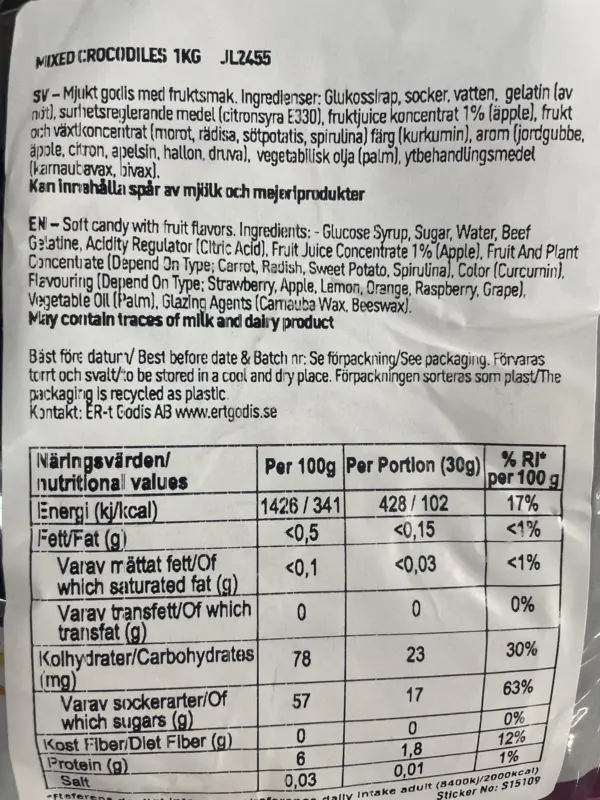 MIXED CROCODILES 1KG JL2455
SV – Mjukt godis med fruktsmak. Ingredienser: Glukossirap, socker, vatten, gelatin (av
nöt), surhetsreglerande medel (citronsyra E330), fruktjuice koncentrat 1% (äpple), frukt
och växtkoncentrat (morot, rädisa, sötpotatis, spirulina) färg (kurkumin), arom (jordgubbe,
äpple, citron, apelsin, hallon, druva), vegetabilisk olja (palm), ytbehandlingsmedel
(karnaubavax, bivax).
Kan innehålla spår av mjölk och mejeriprodukter
EN – Soft candy with fruit flavors. Ingredients: - Glucose Syrup, Sugar, Water, Beef
Gelatine, Acidity Regulator (Citric Acid), Fruit Juice Concentrate 1% (Apple), Fruit And Plant
Concentrate (Depend On Type; Carrot, Radish, Sweet Potato, Spirulina), Color (Curcumin),
Flavouring (Depend On Type; Strawberry, Apple, Lemon, Orange, Raspberry, Grape),
Vegetable Oil (Palm), Glazing Agents (Carnauba Wax, Beeswax).
May contain traces of milk and dairy product
Bäst före datum/ Best before date & Batch nr: Se förpackning/See packaging. Förvaras
torrt och svalt/to be stored in a cool and dry place. Förpackningen sorteras som plast/The
packaging is recycled as plastic
Kontakt: ER-t Godis AB www.ertgodis.se
Näringsvärden/
nutritional values
Per 100g Per Portion (30g) % RI*
per 100 g
Energi (kj/kcal) 1426 / 341 428 / 102 17%
Fett/Fat (g) <0,5 <0,15 <1%
Varav mättat fett/Of
which saturated fat (g) <0,1 <0,03 <1%
Varav transfett/Of which
transfat (g) 0 0 0%
Kolhydrater/Carbohydrates
(mg) 78 23 30%
Varav sockerarter/Of
which sugars (g) 57 17 63%
Kost Fiber/Diet Fiber (g) 0 0 0%
Protein (g) 6 1,8 12%
Salt 0,03 0,01 1%
daily intake adult (8400kJ/2000kcal)
Sticker No: S15109